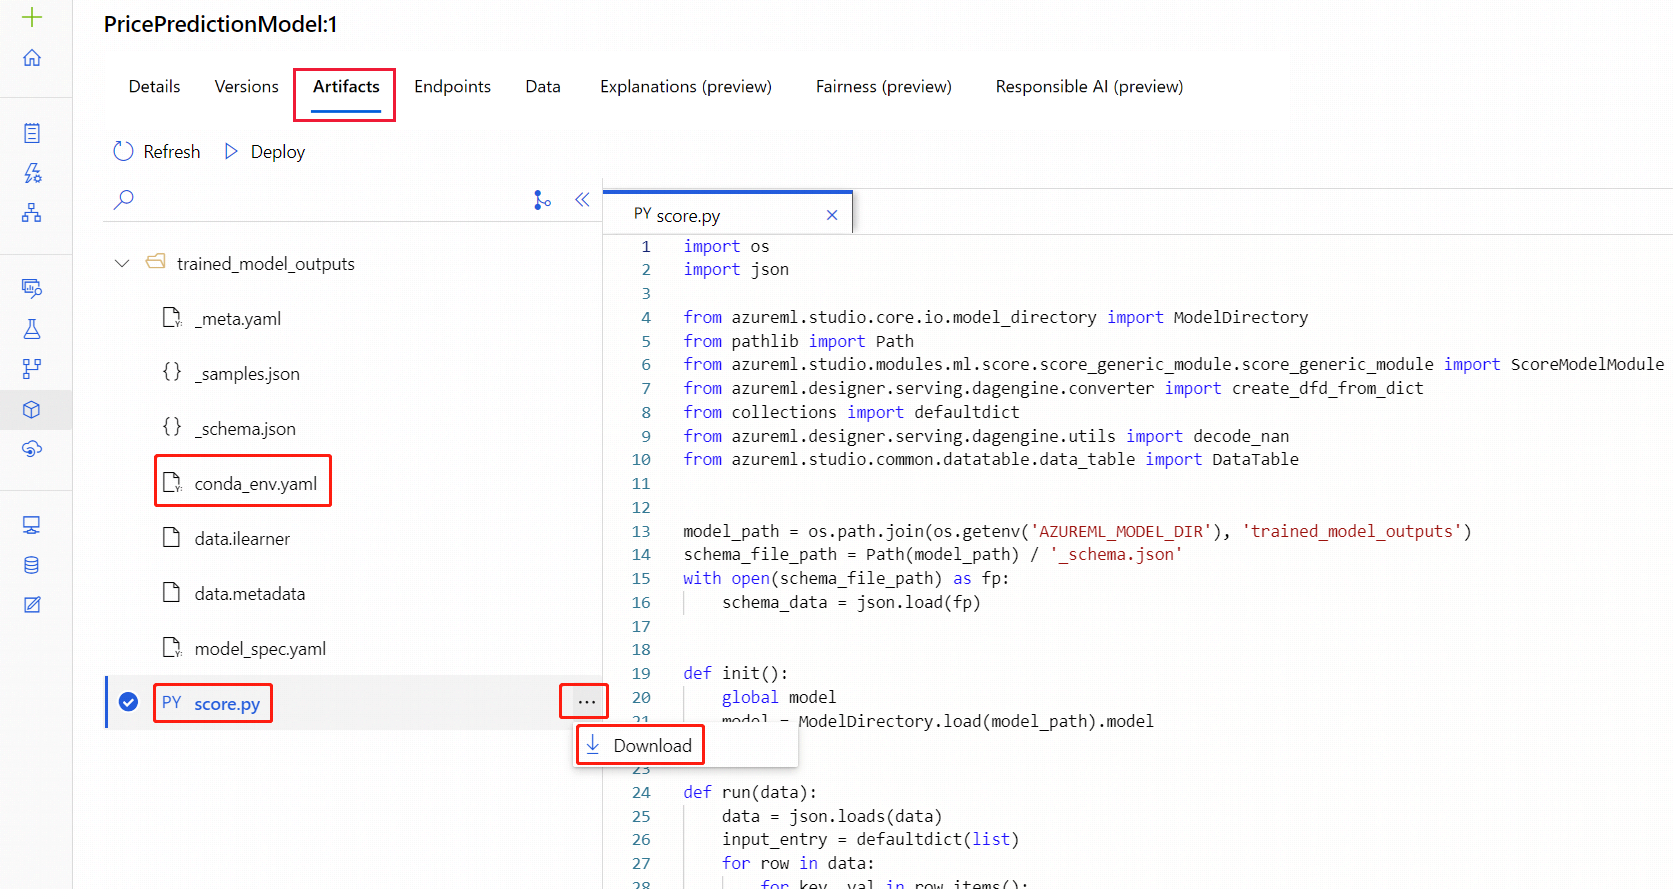 PricePredictionModel:1
Details Versions Artifacts Endpoints Data Explanations (preview) Fairness (preview) Responsible AI (preview)
Refresh Deploy
trained_model_outputs
_meta.yaml
{} _samples.json
{} _schema.json
conda_env.yaml
data.ilearner
data.metadata
model_spec.yaml
PY score.py ...
Download
PY score.py
1 import os
2 import json
3
4 from azureml.studio.core.io.model_directory import ModelDirectory
5 from pathlib import Path
6 from azureml.studio.modules.ml.score.score_generic_module.score_generic_module import ScoreModelModule
7 from azureml.designer.serving.dagengine.converter import create_dfd_from_dict
8 from collections import defaultdict
9 from azureml.designer.serving.dagengine.utils import decode_nan
10 from azureml.studio.common.datatable.data_table import DataTable
11
12
13 model_path = os.path.join(os.getenv('AZUREML_MODEL_DIR'), 'trained_model_outputs')
14 schema_file_path = Path(model_path) / '_schema.json'
15 with open(schema_file_path) as fp:
16 schema_data = json.load(fp)
17
18
19 def init():
20 global model
21 model = ModelDirectory.load(model_path).model
23
24 def run(data):
25 data = json.loads(data)
26 input_entry = defaultdict(list)
27 for row in data:
28 for key, val in row.items():